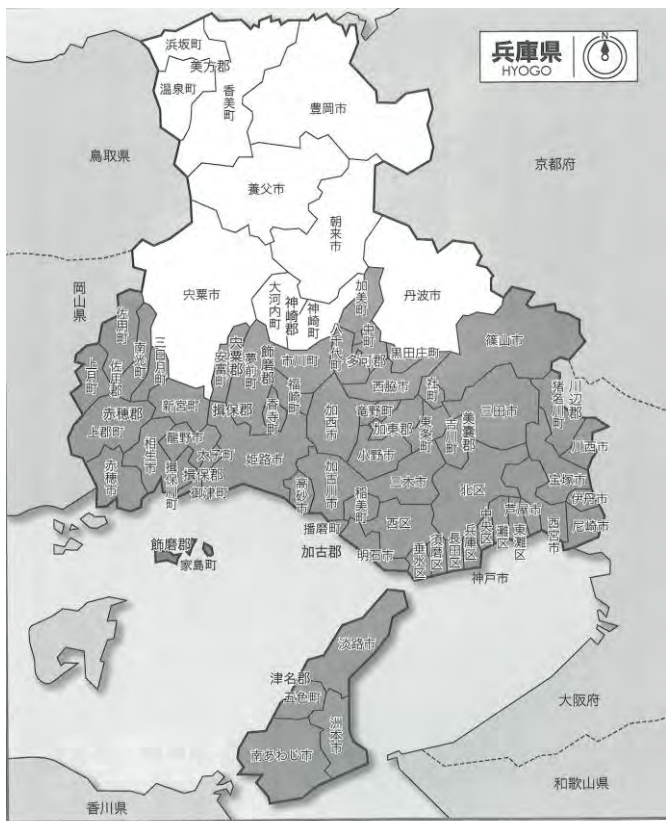 兵庫県
HYOGO
N
浜坂町
美方郡
温泉町
香美町
豊岡市
鳥取県
京都府
養父市
朝来市
岡山県
宍粟市
大河内町
神崎郡
神崎町
加美町
丹波市
佐用町
南光町
三日月町
宍粟郡
安富町
夢前町
飾磨郡
市川町
八千代町
中町
多可郡
黒田庄町
篠山市
上月町
佐用郡
新宮町
揖保郡
香寺町
福崎町
西脇市
社町
三田市
猪名川町
川辺郡
赤穂郡
上郡町
相生市
龍野市
太子町
姫路市
加西市
滝野町
加東郡
東条町
吉川町
美嚢郡
川西市
赤穂市
揖保川町
揖保郡
御津町
高砂市
加古川市
小野市
三木市
稲美町
北区
宝塚市
伊丹市
尼崎市
西宮市
芦屋市
東灘区
灘区
中央区
兵庫区
長田区
須磨区
垂水区
西区
明石市
播磨町
加古郡
神戸市
飾磨郡
家島町
淡路市
津名郡
五色町
洲本市
南あわじ市
大阪府
和歌山県
香川県